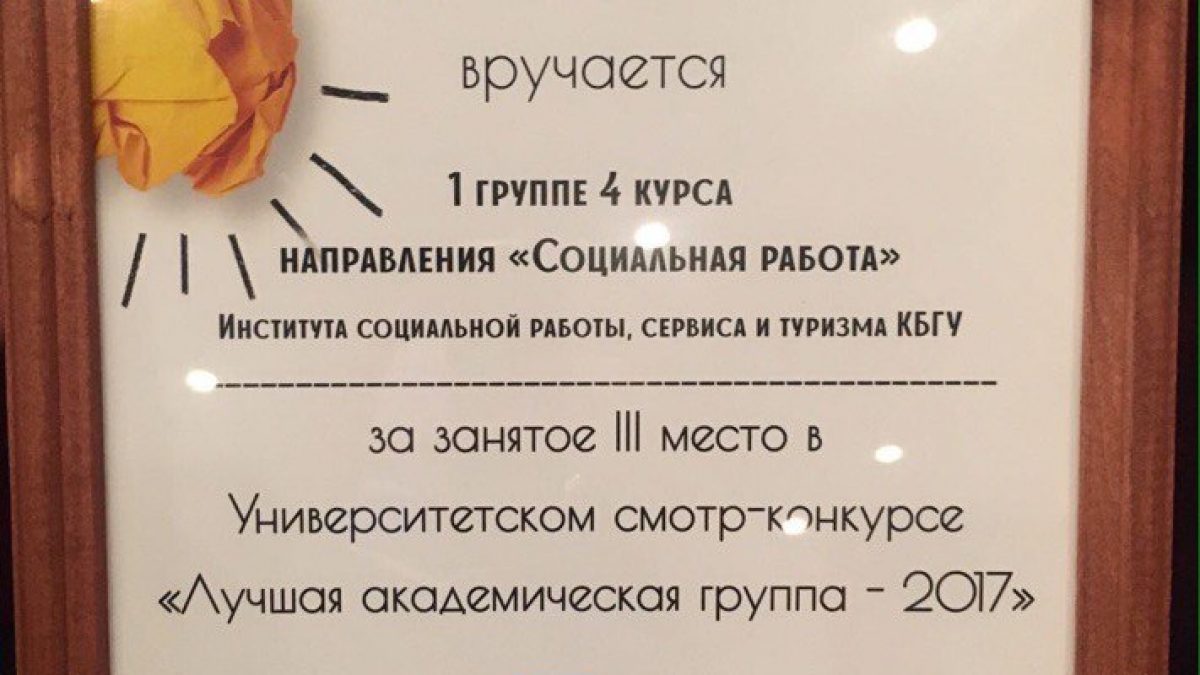 вручается
1 группе 4 курса
направления «Социальная работа»
Института социальной работы, сервиса и туризма КБГУ
за занятое III место в
Университетском смотр-конкурсе
«Лучшая академическая группа - 2017»